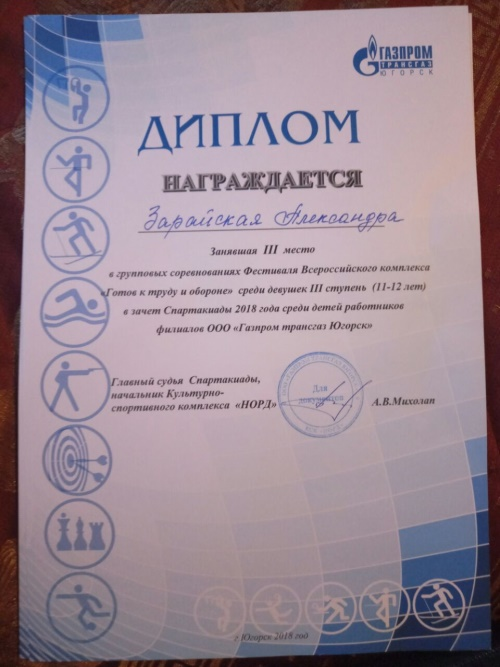 ГАЗПРОМ
ТРАНСГАЗ
ЮГОРСК
ДИПЛОМ
НАГРАЖДАЕТСЯ
Зарайская Александра
Занявшая III место
в групповых соревнованиях Фестиваля Всероссийского комплекса
«Готов к труду и обороне» среди девушек III ступень (11-12 лет)
в зачет Спартакиады 2018 года среди детей работников
филиалов ООО «Газпром трансгаз Югорск»
Главный судья Спартакиады,
начальник Культурно-
спортивного комплекса «НОРД»
А.В.Михолап
Для
документов
г. Югорск 2018 год